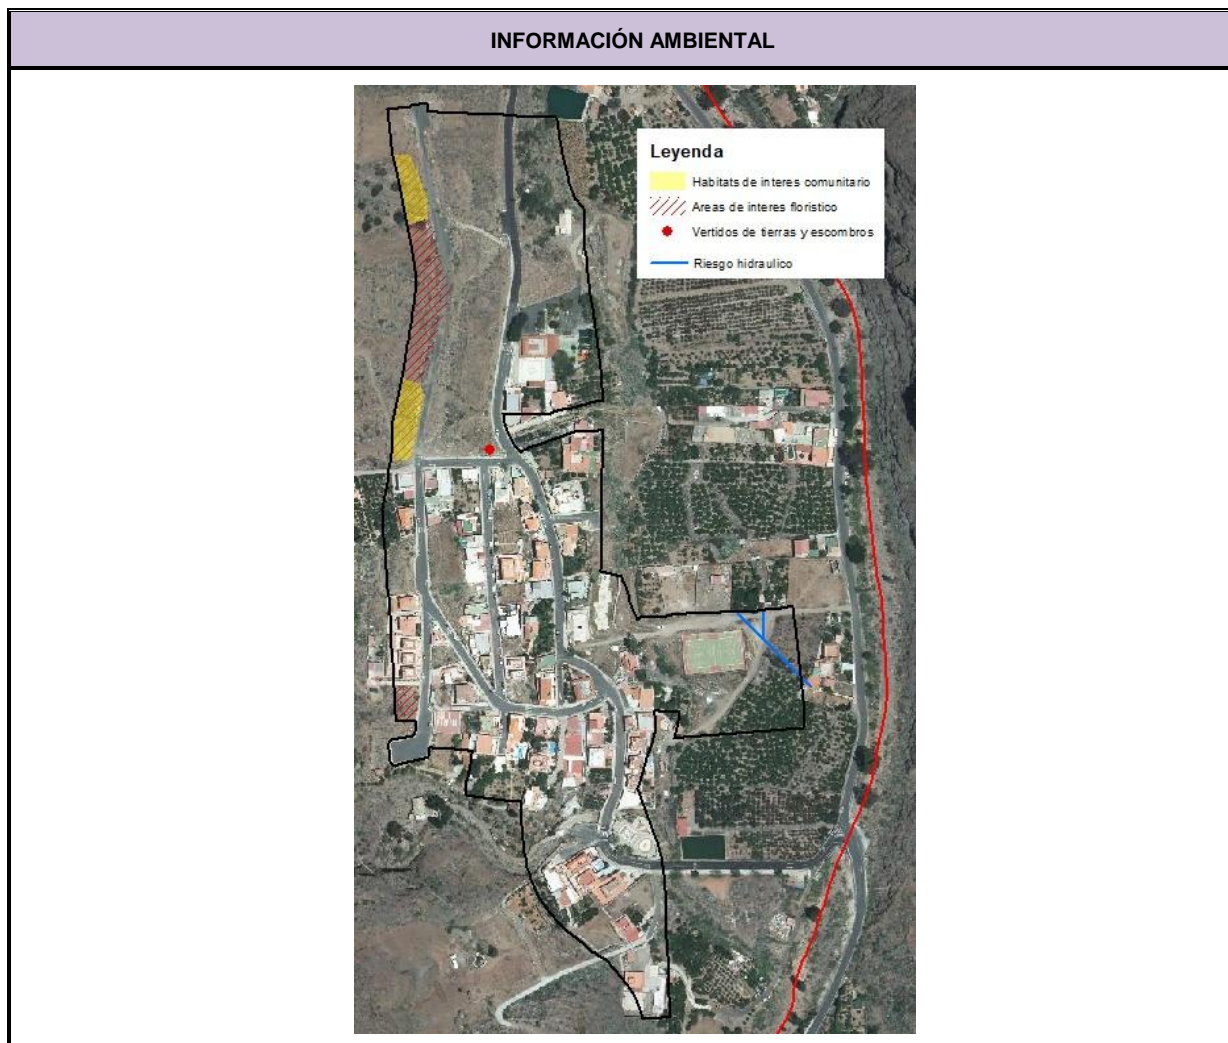 INFORMACIÓN AMBIENTAL
Leyenda
Habitats de interes comunitario
Areas de interes floristico
Vertidos de tierras y escombros
Riesgo hidraulico